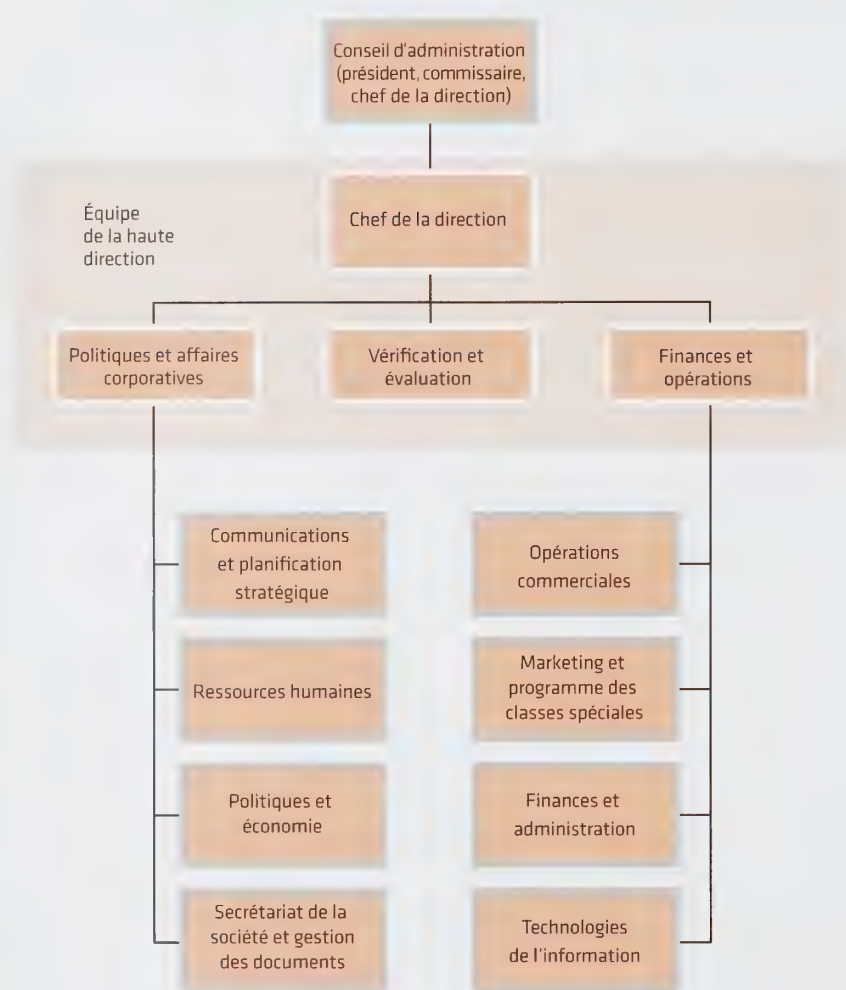 Conseil d'administration
(président, commissaire,
chef de la direction)
Équipe
de la haute
direction
Chef de la direction
Politiques et affaires
corporatives
Vérification et
évaluation
Finances et
opérations
Communications
et planification
stratégique
Opérations
commerciales
Ressources humaines
Marketing et
programme des
classes spéciales
Politiques et
économie
Finances et
administration
Secrétariat de la
société et gestion
des documents
Technologies
de l'information